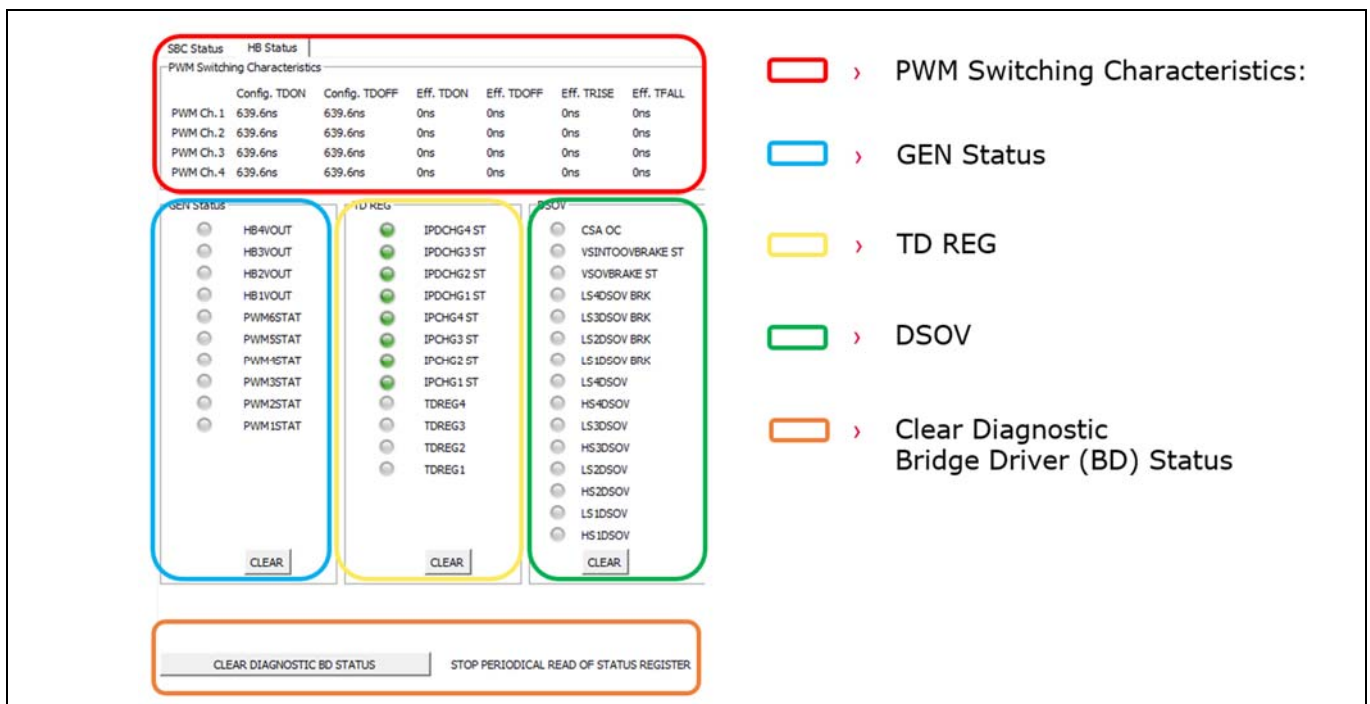 SBC Status HB Status
PWM Switching Characteristics
Config. TDON Config. TDOFF Eff. TDON Eff. TDOFF Eff. TRISE Eff. TFALL
PWM Ch.1 639.6ns 639.6ns 0ns 0ns 0ns 0ns
PWM Ch.2 639.6ns 639.6ns 0ns 0ns 0ns 0ns
PWM Ch.3 639.6ns 639.6ns 0ns 0ns 0ns 0ns
PWM Ch.4 639.6ns 639.6ns 0ns 0ns 0ns 0ns
GEN Status
HB4VOUT
HB3VOUT
HB2VOUT
HB1VOUT
PWM6STAT
PWM5STAT
PWM4STAT
PWM3STAT
PWM2STAT
PWM1STAT
CLEAR
TD REG
IPDCHG4 ST
IPDCHG3 ST
IPDCHG2 ST
IPDCHG1 ST
IPCHG4 ST
IPCHG3 ST
IPCHG2 ST
IPCHG1 ST
TDREG4
TDREG3
TDREG2
TDREG1
CLEAR
DSOV
CSA OC
VSINTOOVBRAKE ST
VSOVBRAKE ST
LS4DSOV BRK
LS3DSOV BRK
LS2DSOV BRK
LS1DSOV BRK
LS4DSOV
HS4DSOV
LS3DSOV
HS3DSOV
LS2DSOV
HS2DSOV
LS1DSOV
HS1DSOV
CLEAR
CLEAR DIAGNOSTIC BD STATUS STOP PERIODICAL READ OF STATUS REGISTER
› PWM Switching Characteristics:
› GEN Status
› TD REG
› DSOV
› Clear Diagnostic
Bridge Driver (BD) Status